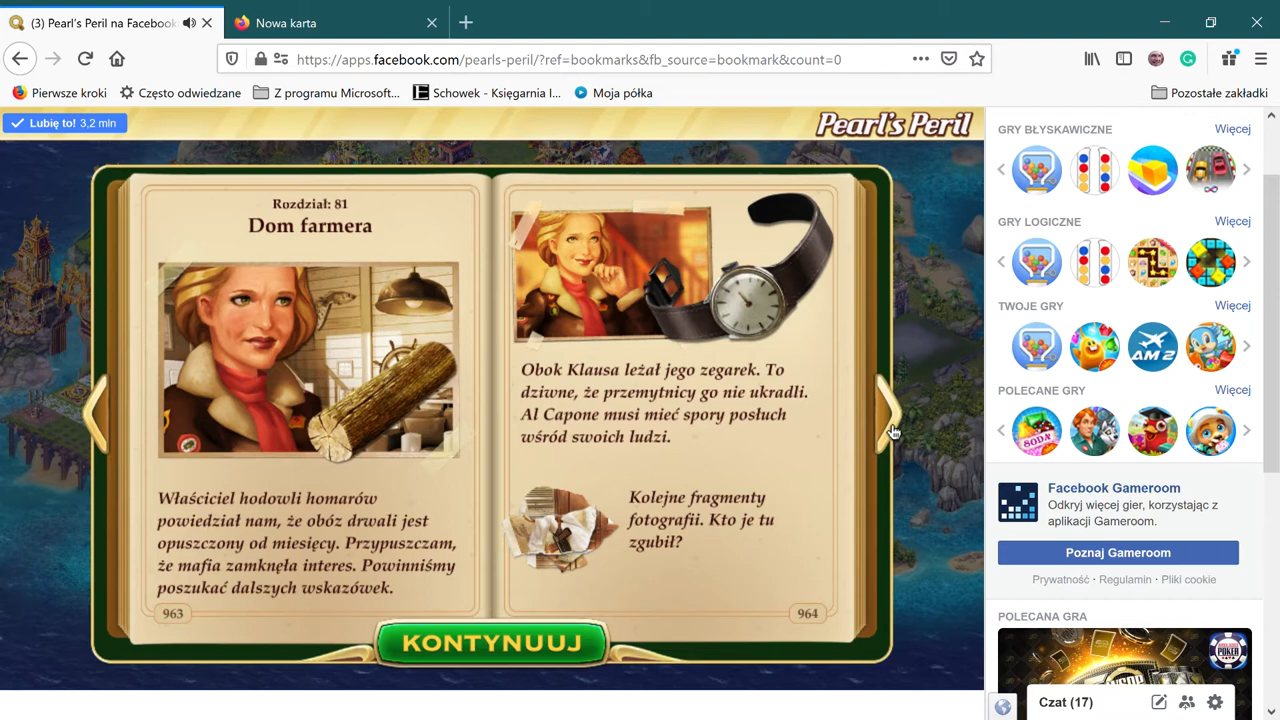 (3) Pearl's Peril na Facebook
Nowa karta
https://apps.facebook.com/pearls-peril/?ref=bookmarks&fb_source=bookmark&count=0
Pierwsze kroki
Często odwiedzane
Z programu Microsoft...
Schowek - Księgarnia I...
Moja półka
Pozostałe zakładki
Lubię to! 3,2 mln
Pearl's Peril
Rozdział: 81
Dom farmera
Właściciel hodowli homarów
powiedział nam, że obóz drwali jest
opuszczony od miesięcy. Przypuszczam,
że mafia zamknęła interes. Powinniśmy
poszukać dalszych wskazówek.
963
Obok Klausa leżał jego zegarek. To
dziwne, że przemytnicy go nie ukradli.
Al Capone musi mieć spory posłuch
wśród swoich ludzi.
Kolejne fragmenty
fotografii. Kto je tu
zgubił?
964
KONTYNUUJ
GRY BŁYSKAWICZNE
Więcej
GRY LOGICZNE
Więcej
TWOJE GRY
Więcej
AM2
POLECANE GRY
Więcej
SODA
Facebook Gameroom
Odkryj więcej gier, korzystając z
aplikacji Gameroom.
Poznaj Gameroom
Prywatność · Regulamin · Pliki cookie
POLECANA GRA
POKER
Czat (17)